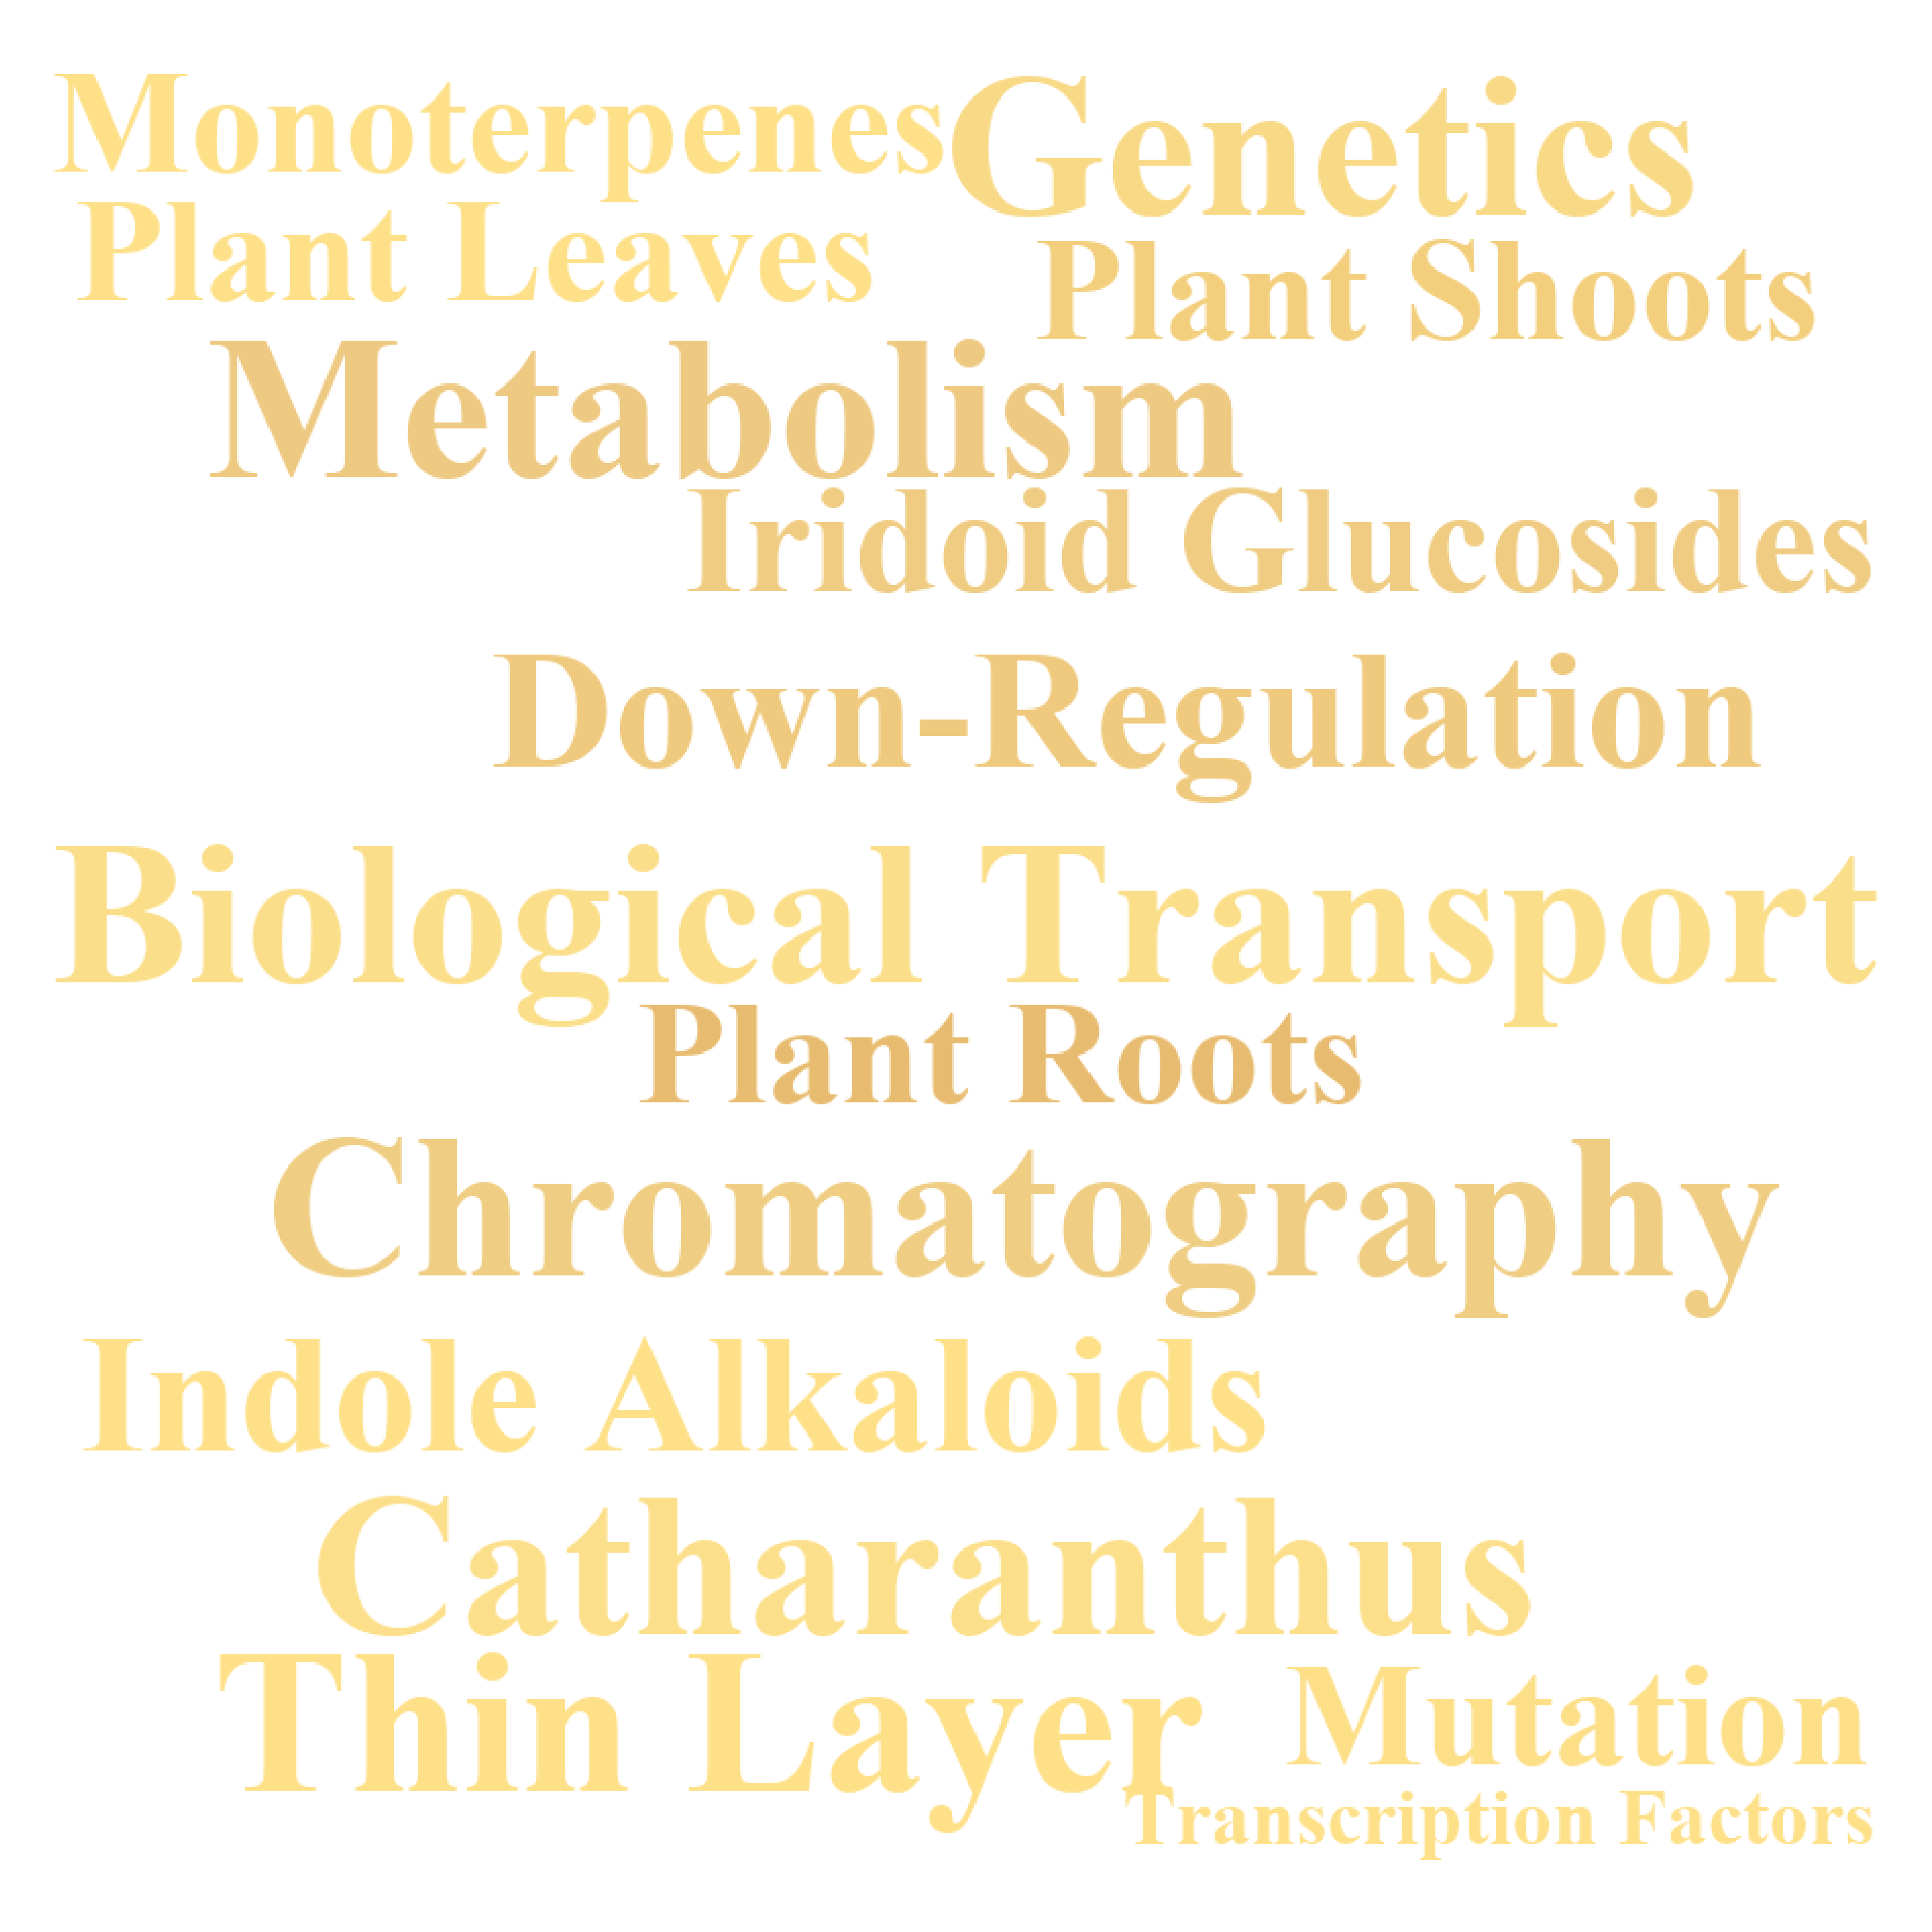 Monoterpenes
Genetics
Plant Leaves
Plant Shoots
Metabolism
Iridoid Glucosides
Down-Regulation
Biological Transport
Plant Roots
Chromatography
Indole Alkaloids
Catharanthus
Thin Layer
Mutation
Transcription Factors